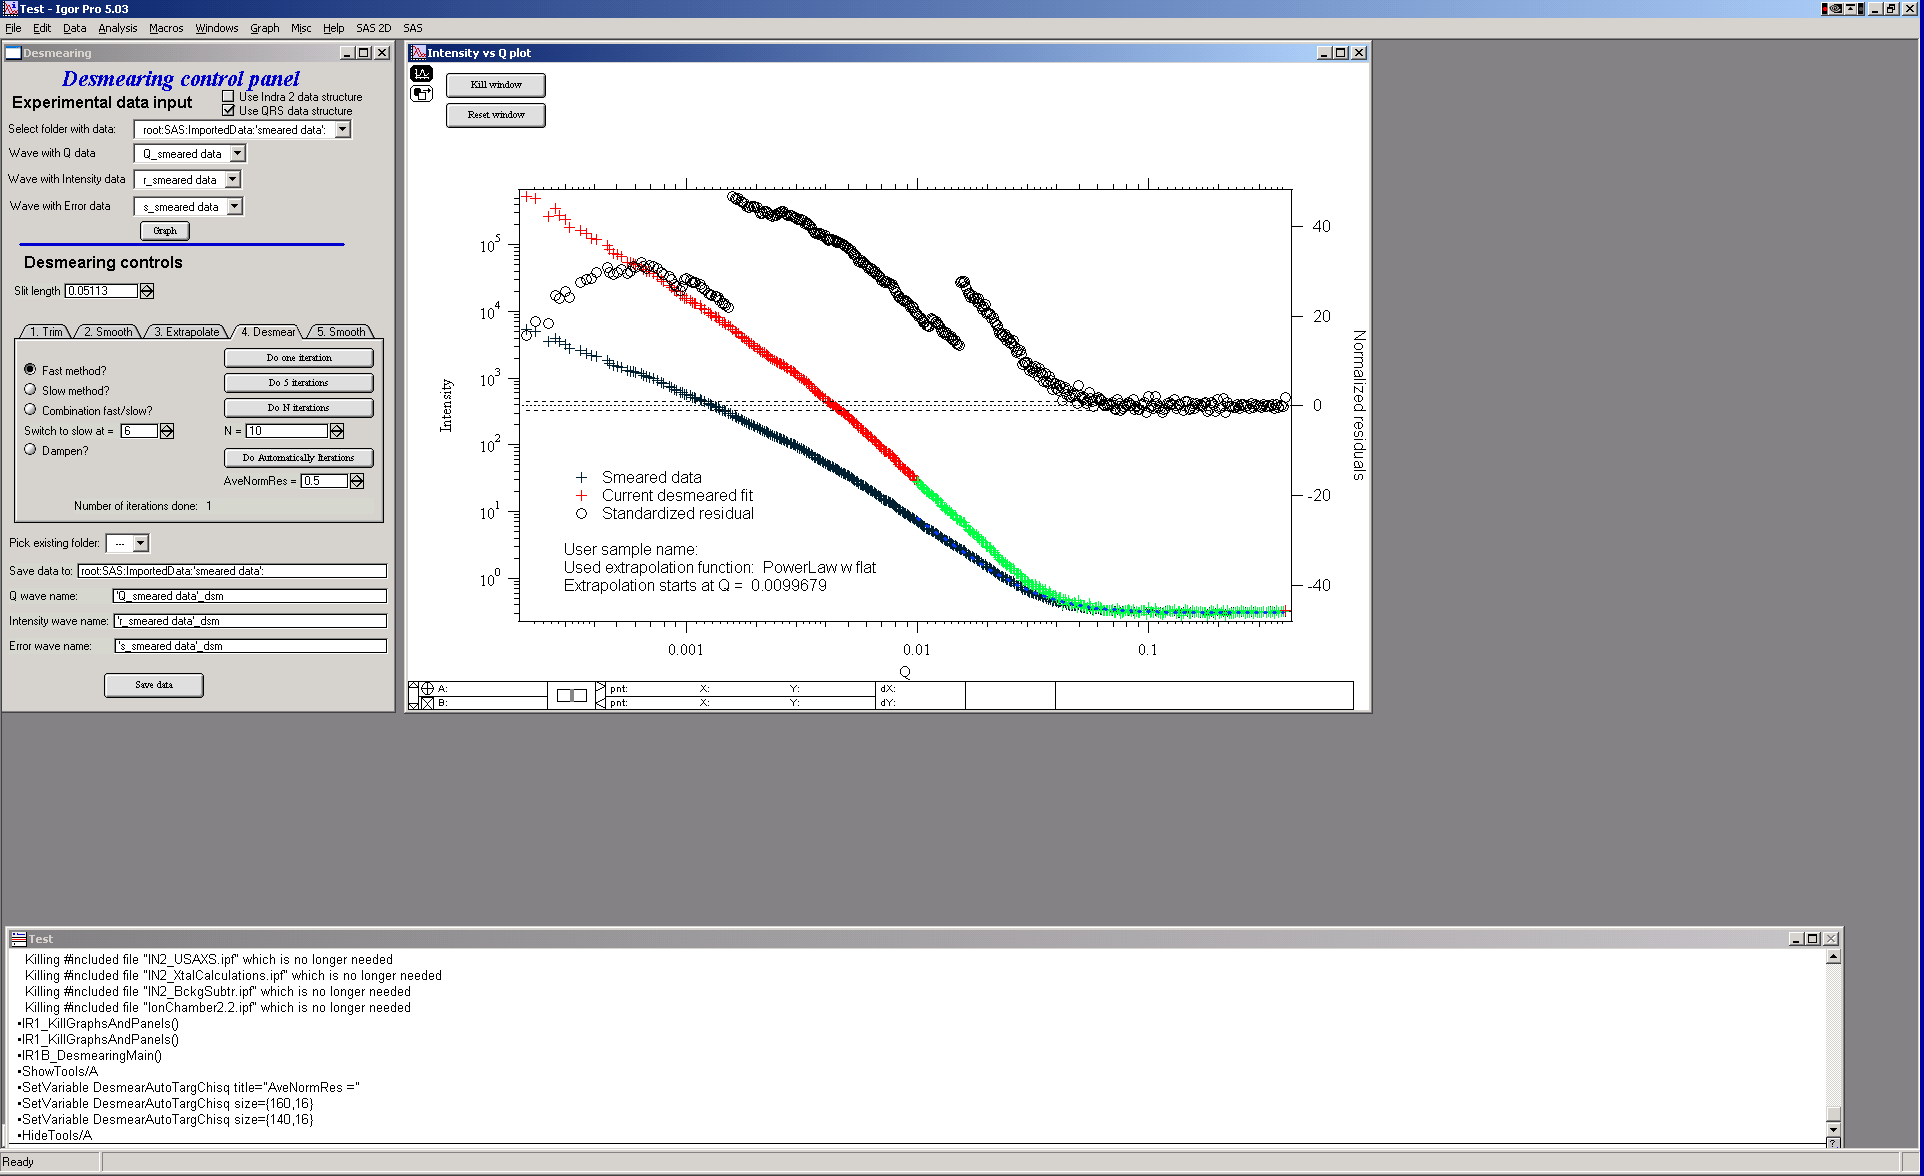 Test - Igor Pro 5.03
File Edit Data Analysis Macros Windows Graph Misc Help SAS 2D SAS
Desmearing
Desmearing control panel
Experimental data input
Use Indra 2 data structure
Use QRS data structure
Select folder with data: root:SAS:ImportedData:'smeared data':
Wave with Q data Q_smeared data
Wave with Intensity data r_smeared data
Wave with Error data s_smeared data
Graph
Desmearing controls
Slit length 0.05113
1. Trim 2. Smooth 3. Extrapolate 4. Desmear 5. Smooth
Fast method? Do one iteration
Slow method? Do 5 iterations
Combination fast/slow? Do N iterations
Switch to slow at = 6 N = 10
Dampen? Do Automatically Iterations
AveNormRes = 0.5
Number of iterations done: 1
Pick existing folder: ---
Save data to: root:SAS:ImportedData:'smeared data':
Q wave name: 'Q_smeared data'_dsm
Intensity wave name: 'r_smeared data'_dsm
Error wave name: 's_smeared data'_dsm
Save data
Intensity vs Q plot
Kill window
Reset window
10^5
10^4
10^3
10^2
10^1
10^0
Intensity
40
20
0
-20
-40
Normalized residuals
Smeared data
Current desmeared fit
Standardized residual
User sample name:
Used extrapolation function: PowerLaw w flat
Extrapolation starts at Q = 0.0099679
0.001 0.01 0.1
Q
A: pnt: X: Y: dX:
B: pnt: X: Y: dY:
Test
Killing #included file "IN2_USAXS.ipf" which is no longer needed
Killing #included file "IN2_XtalCalculations.ipf" which is no longer needed
Killing #included file "IN2_BckgSubtr.ipf" which is no longer needed
Killing #included file "IonChamber2.2.ipf" which is no longer needed
•IR1_KillGraphsAndPanels()
•IR1_KillGraphsAndPanels()
•IR1B_DesmearingMain()
•ShowTools/A
•SetVariable DesmearAutoTargChisq title="AveNormRes ="
•SetVariable DesmearAutoTargChisq size={160,16}
•SetVariable DesmearAutoTargChisq size={140,16}
•HideTools/A
?
Ready